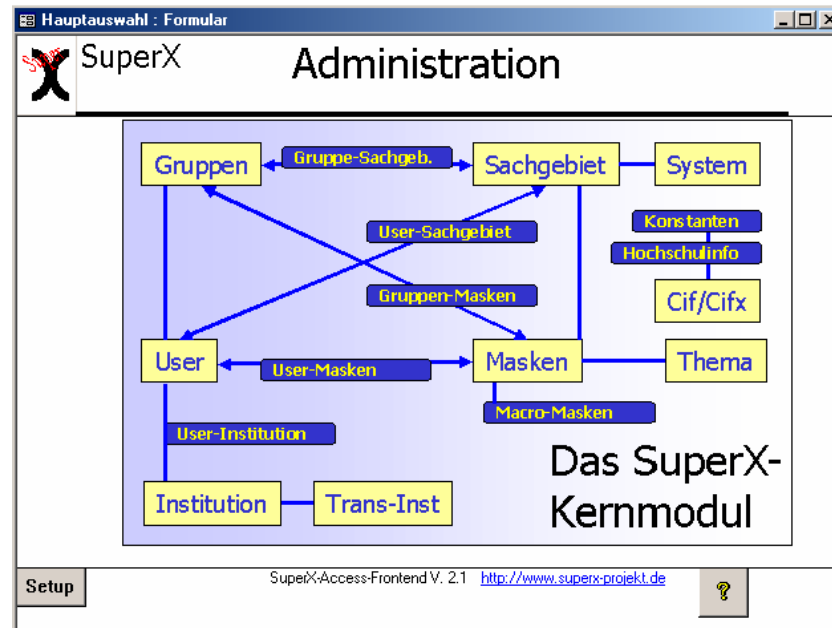 Hauptauswahl : Formular
Super
SuperX
Administration
Gruppen
Gruppe-Sachgeb.
Sachgebiet
System
Konstanten
User-Sachgebiet
Hochschulinfo
Gruppen-Masken
Cif/Cifx
User
User-Masken
Masken
Thema
Macro-Masken
User-Institution
Das SuperX-
Kernmodul
Institution
Trans-Inst
Setup
SuperX-Access-Frontend V. 2.1 http://www.superx-projekt.de
?